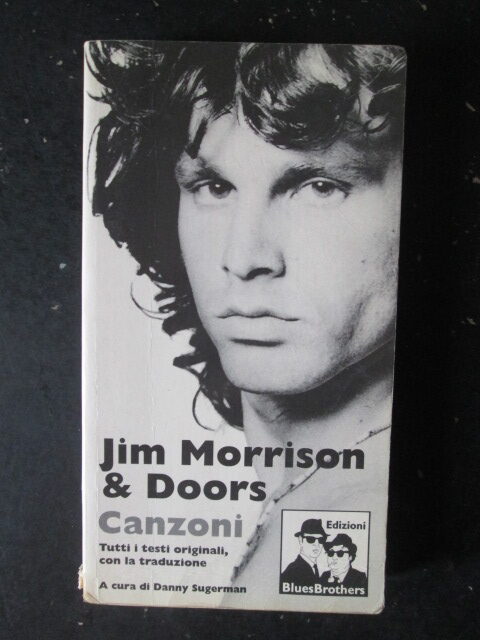 Jim Morrison
& Doors
Canzoni
Tutti i testi originali,
con la traduzione
A cura di Danny Sugerman
Edizioni
BluesBrothers